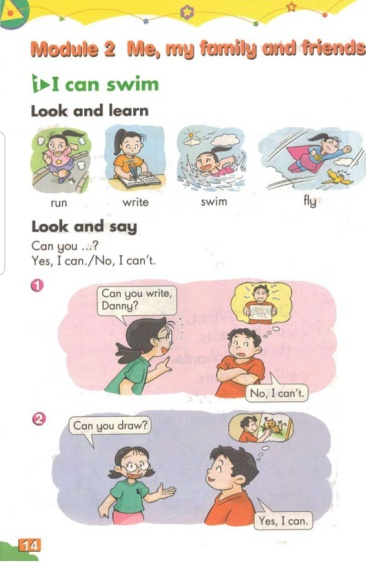 Module 2 Me, my family and friends
1 I can swim
Look and learn
run write swim fly
Look and say
Can you ...?
Yes, I can./No, I can't.
1
Can you write,
Danny?
No, I can't.
2
Can you draw?
Yes, I can.
14